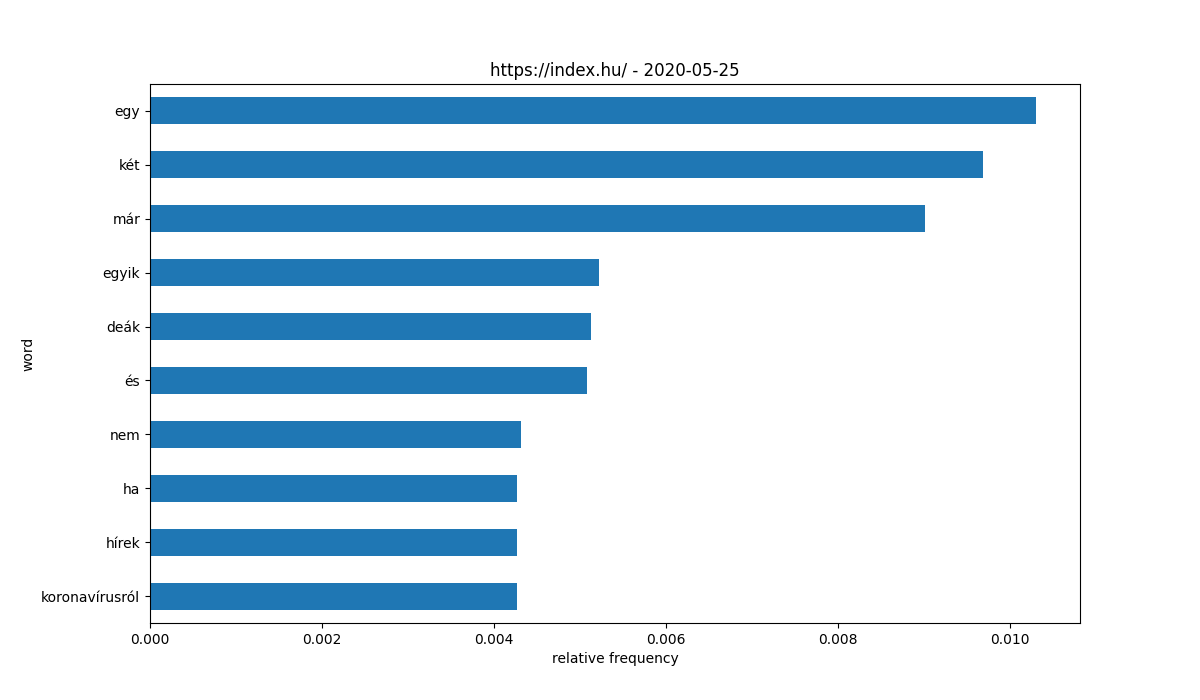 https://index.hu/ - 2020-05-25
egy
két
már
egyik
deák
és
nem
ha
hírek
koronavírusról
word
0.000 0.002 0.004 0.006 0.008 0.010
relative frequency